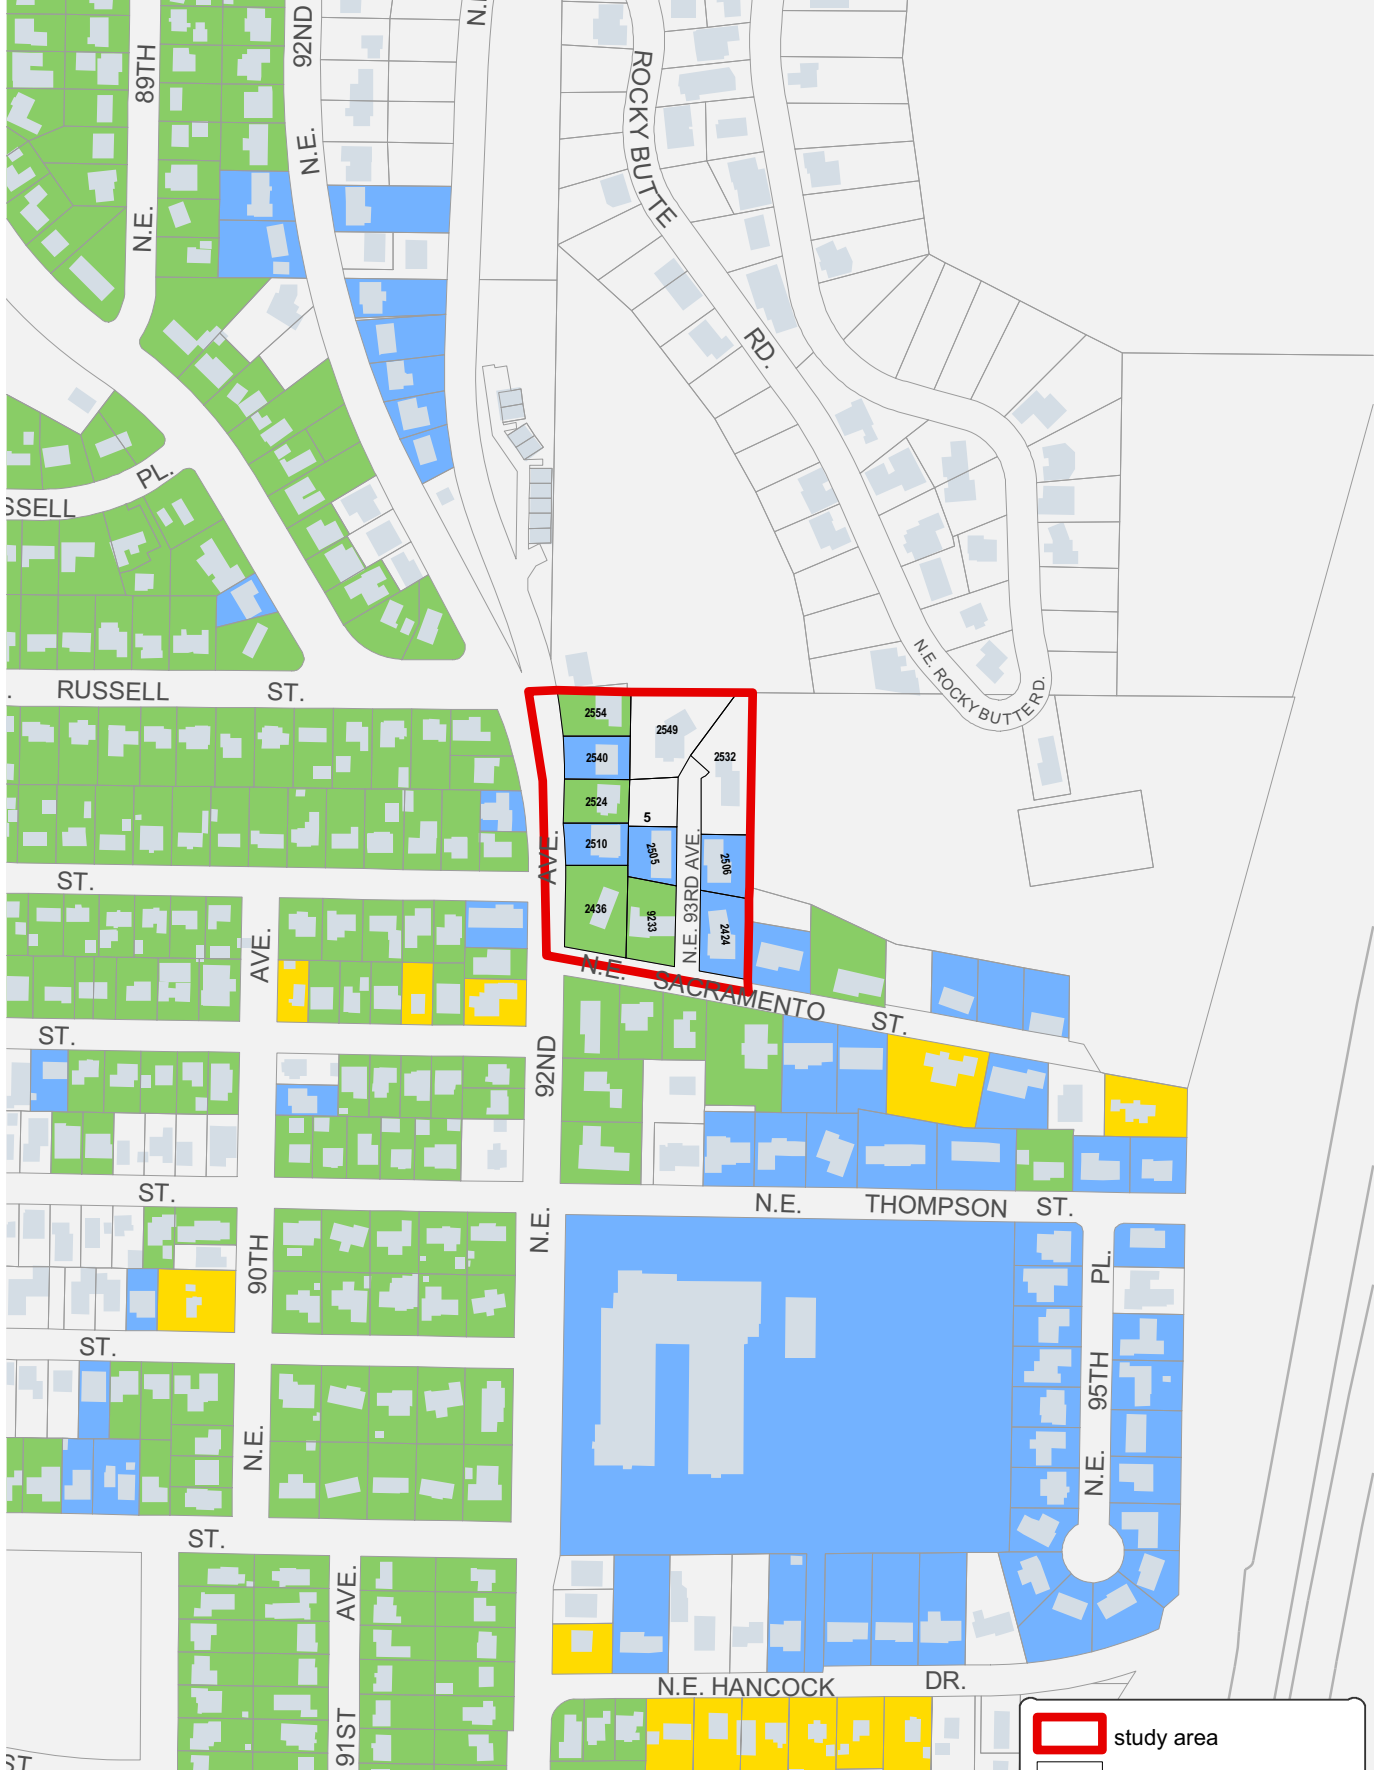 89TH
N.E.
92ND
N.E.
ROCKY BUTTE
RD.
PL.
RUSSELL
ST.
N.E. ROCKY BUTTE RD.
2554
2549
2540
2532
2524
5
2510
2505
2506
2436
9233
2424
N.E. 93RD AVE.
AVE.
ST.
AVE.
N.E.
SACRAMENTO
ST.
ST.
92ND
ST.
N.E.
THOMPSON
ST.
N.E.
90TH
PL.
ST.
95TH
N.E.
N.E.
ST.
AVE.
91ST
N.E. HANCOCK
DR.
study area